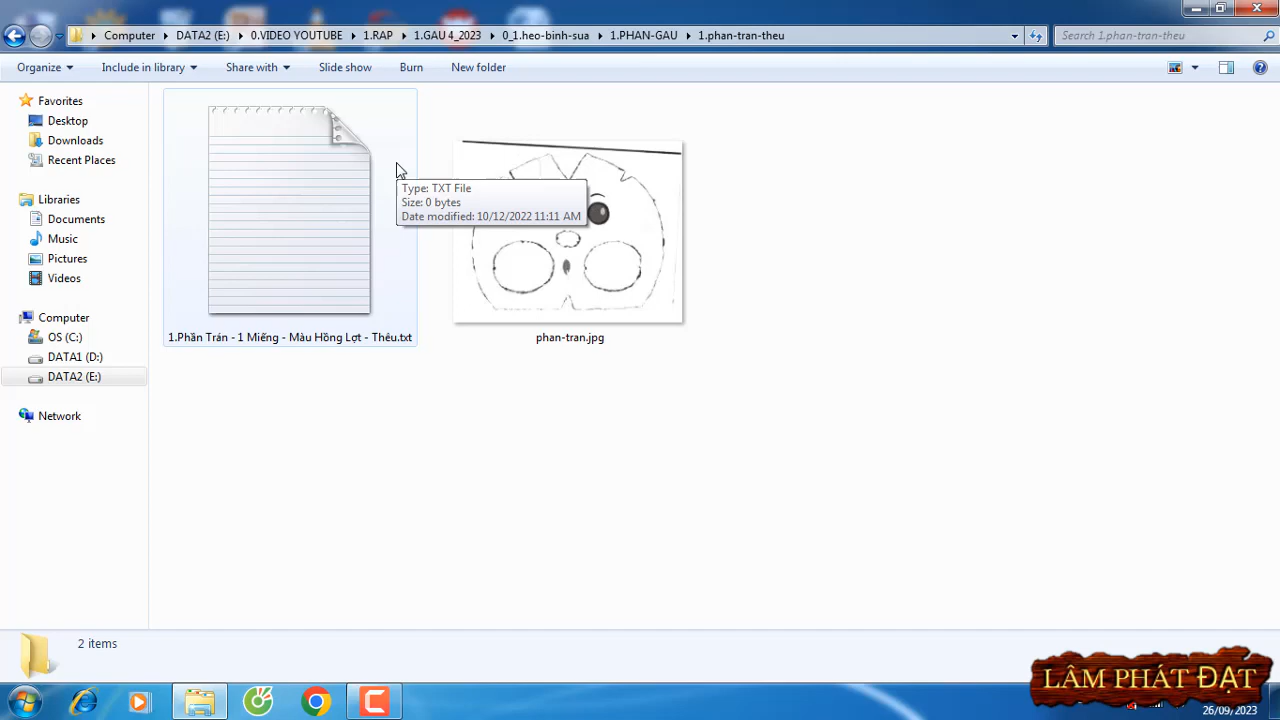 Computer ▸ DATA2 (E:) ▸ 0.VIDEO YOUTUBE ▸ 1.RAP ▸ 1.GAU 4_2023 ▸ 0_1.heo-binh-sua ▸ 1.PHAN-GAU ▸ 1.phan-tran-theu
Search 1.phan-tran-theu
Organize Include in library Share with Slide show Burn New folder
Favorites
Desktop
Downloads
Recent Places
Libraries
Documents
Music
Pictures
Videos
Computer
OS (C:)
DATA1 (D:)
DATA2 (E:)
Network
Type: TXT File
Size: 0 bytes
Date modified: 10/12/2022 11:11 AM
1.Phần Trán - 1 Miếng - Màu Hồng Lợt - Thêu.txt
phan-tran.jpg
2 items
LÂM PHÁT ĐẠT
26/09/2023